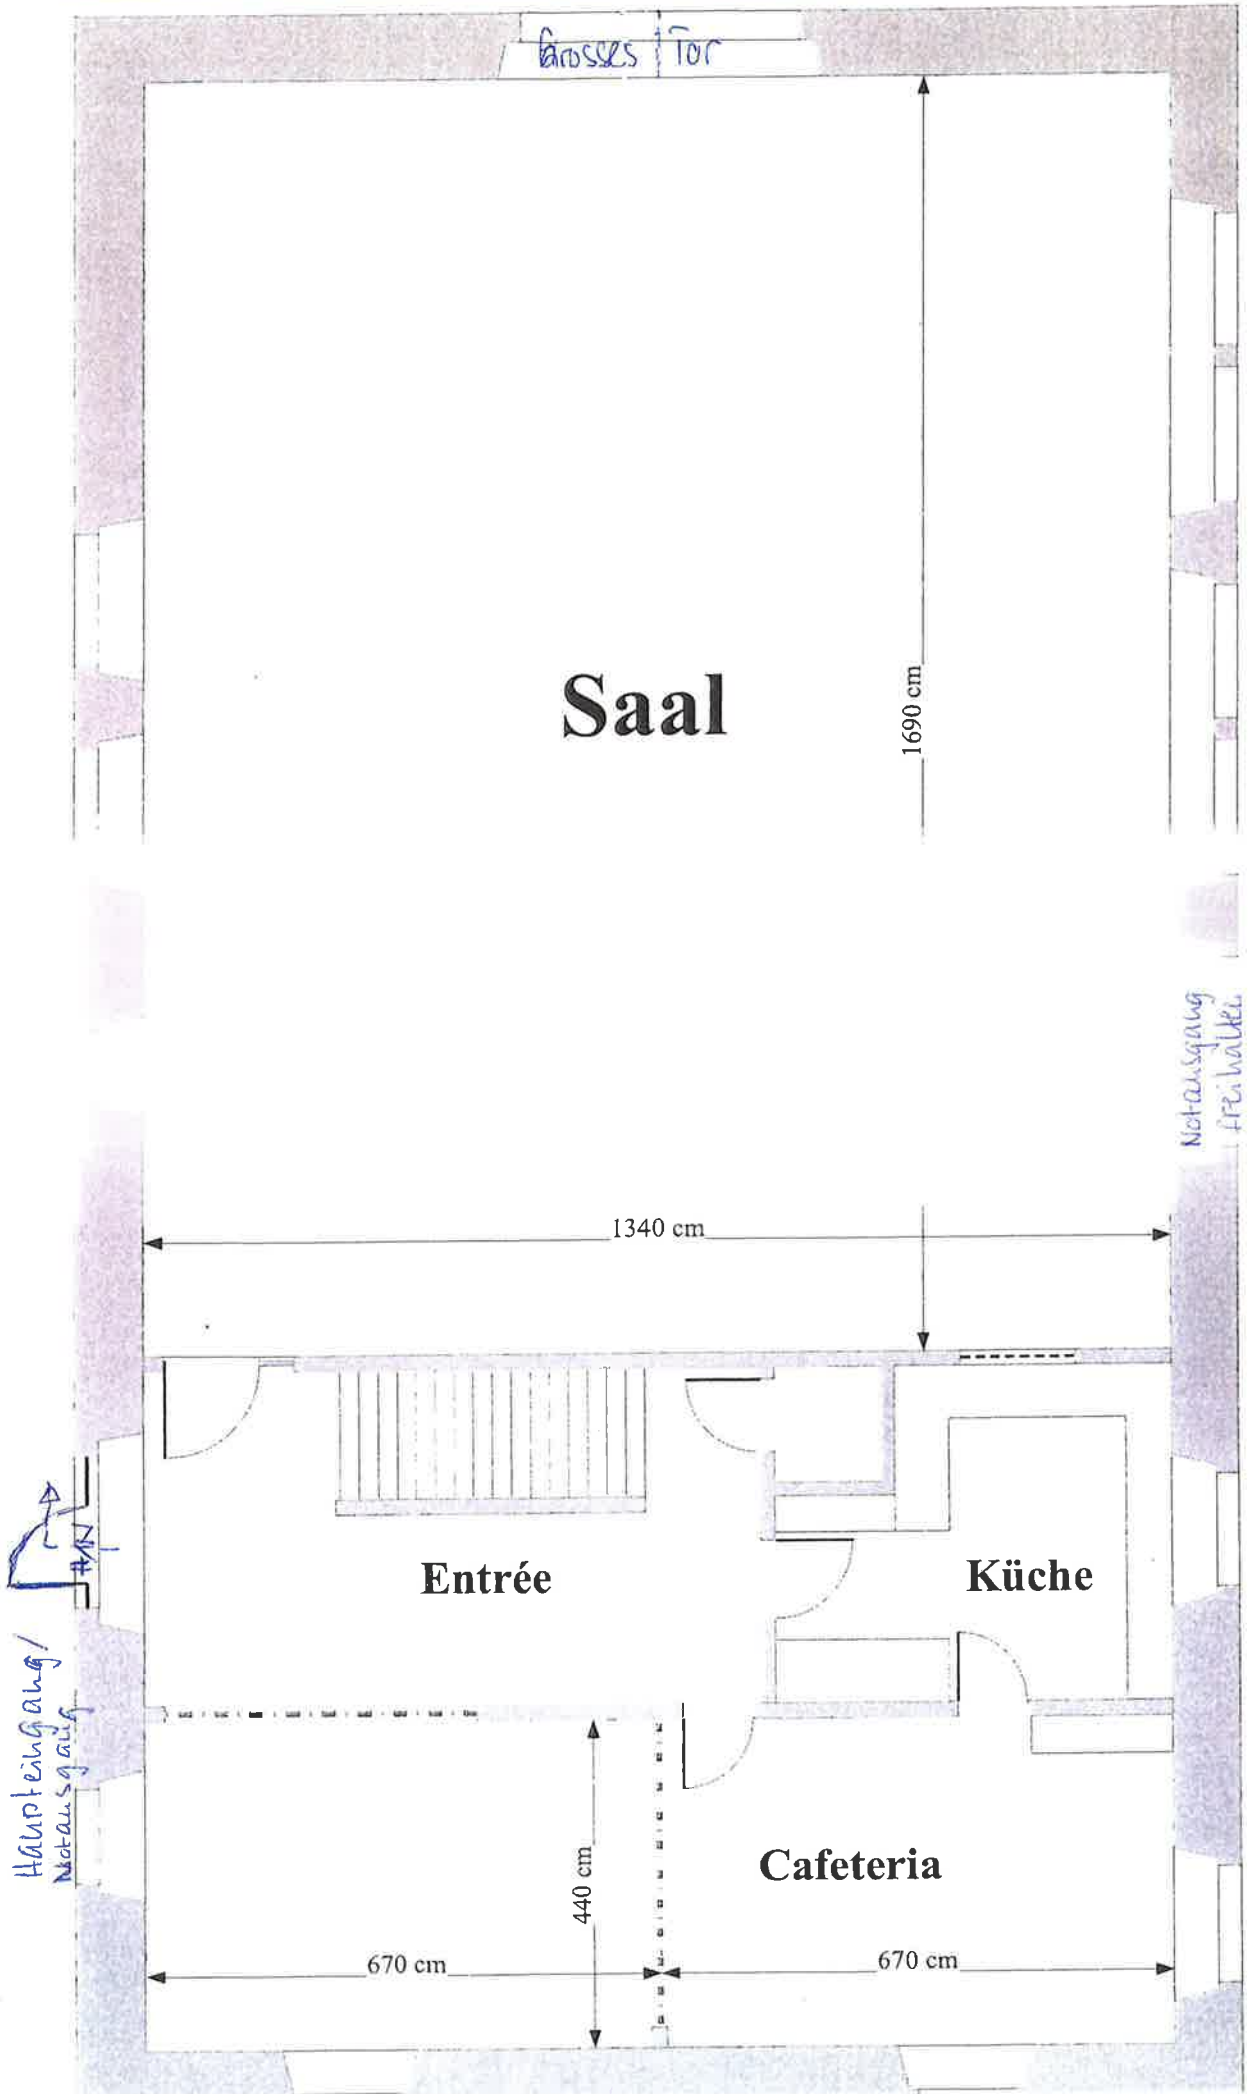 Grosses Tor
Saal
1690 cm
Notausgang
freihalten
1340 cm
Entrée
Küche
Haupteingang/
Notausgang
Cafeteria
440 cm
670 cm
670 cm